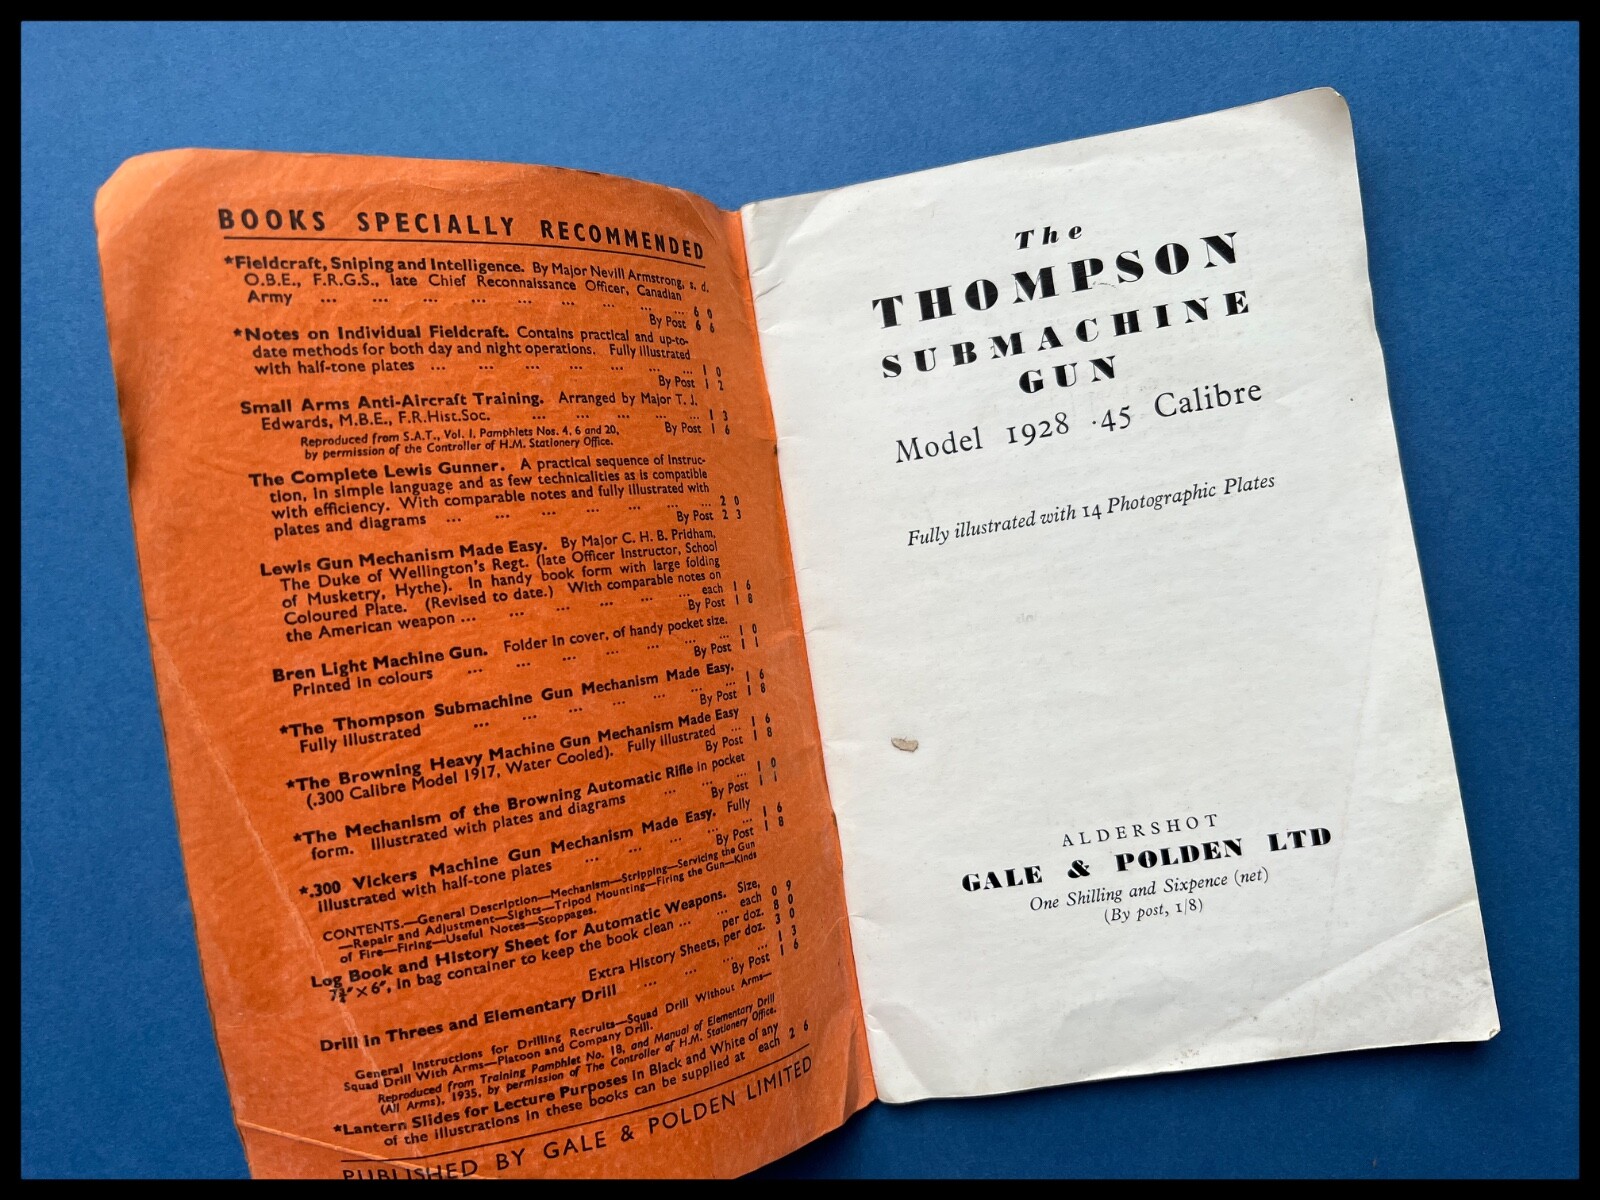 BOOKS SPECIALLY RECOMMENDED
*Fieldcraft, Sniping and Intelligence. By Major Nevill Armstrong, s. d.
O.B.E., F.R.G.S., late Chief Reconnaissance Officer, Canadian
Army ... ... ... ... ... ... ... ... 6 0
By Post 6 6
*Notes on Individual Fieldcraft. Contains practical and up-to-
date methods for both day and night operations. Fully illustrated
with half-tone plates ... ... ... ... ... ... 1 0
By Post 1 2
Small Arms Anti-Aircraft Training. Arranged by Major T. J.
Edwards, M.B.E., F.R.Hist.Soc. ... ... ... ... 1 3
Reproduced from S.A.T., Vol. I, Pamphlets Nos. 4, 6 and 20, By Post 1 6
by permission of the Controller of H.M. Stationery Office.
The Complete Lewis Gunner. A practical sequence of instruc-
tion, in simple language and as few technicalities as is compatible
with efficiency. With comparable notes and fully illustrated with
plates and diagrams ... ... ... ... ... ... 2 0
By Post 2 3
Lewis Gun Mechanism Made Easy. By Major C. H. B. Pridham,
The Duke of Wellington's Regt. (late Officer Instructor, School
of Musketry, Hythe). In handy book form with large folding
Coloured Plate. (Revised to date.) With comparable notes on
the American weapon ... ... ... ... ... each 1 6
By Post 1 8
Bren Light Machine Gun. Folder in cover, of handy pocket size.
Printed in colours ... ... ... ... ... ... 1 0
By Post 1 1
*The Thompson Submachine Gun Mechanism Made Easy.
Fully illustrated ... ... ... ... ... ... 1 6
By Post 1 8
*The Browning Heavy Machine Gun Mechanism Made Easy
(.300 Calibre Model 1917, Water Cooled). Fully illustrated ... 1 6
By Post 1 8
*The Mechanism of the Browning Automatic Rifle in pocket
form. Illustrated with plates and diagrams ... ... ... 1 0
By Post 1 1
*.300 Vickers Machine Gun Mechanism Made Easy. Fully
illustrated with half-tone plates ... ... ... ... 1 6
By Post 1 8
CONTENTS.—General Description—Mechanism—Stripping—Servicing the Gun
—Repair and Adjustment—Sights—Tripod Mounting—Firing the Gun—Kinds
of Fire—Firing—Useful Notes—Stoppages.
Log Book and History Sheet for Automatic Weapons. Size,
7¾" × 6", in bag container to keep the book clean ... ... each 0 9
per doz. 8 0
Extra History Sheets, per doz. 3 0
Drill in Threes and Elementary Drill ... ... ... ... 1 3
By Post 1 6
General Instructions for Drilling Recruits—Squad Drill Without Arms—
Squad Drill With Arms—Platoon and Company Drill.
Reproduced from Training Pamphlet No. 18, and Manual of Elementary Drill
(All Arms), 1935, by permission of The Controller of H.M. Stationery Office.
*Lantern Slides for Lecture Purposes in Black and White of any
of the illustrations in these books can be supplied at each 2 6
PUBLISHED BY GALE & POLDEN LIMITED
The
THOMPSON
SUBMACHINE
GUN
Model 1928 ·45 Calibre
Fully illustrated with 14 Photographic Plates
ALDERSHOT
GALE & POLDEN LTD
One Shilling and Sixpence (net)
(By post, 1/8)